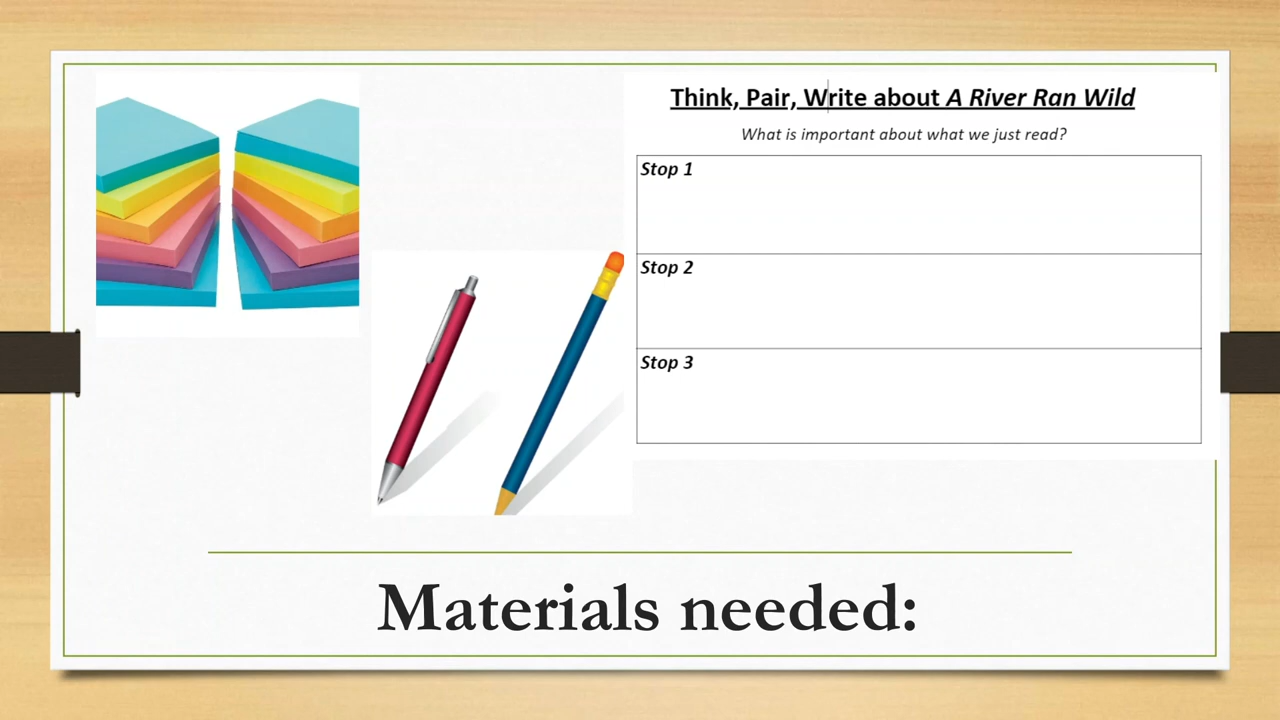 Think, Pair, Write about A River Ran Wild
What is important about what we just read?
Stop 1
Stop 2
Stop 3
Materials needed: